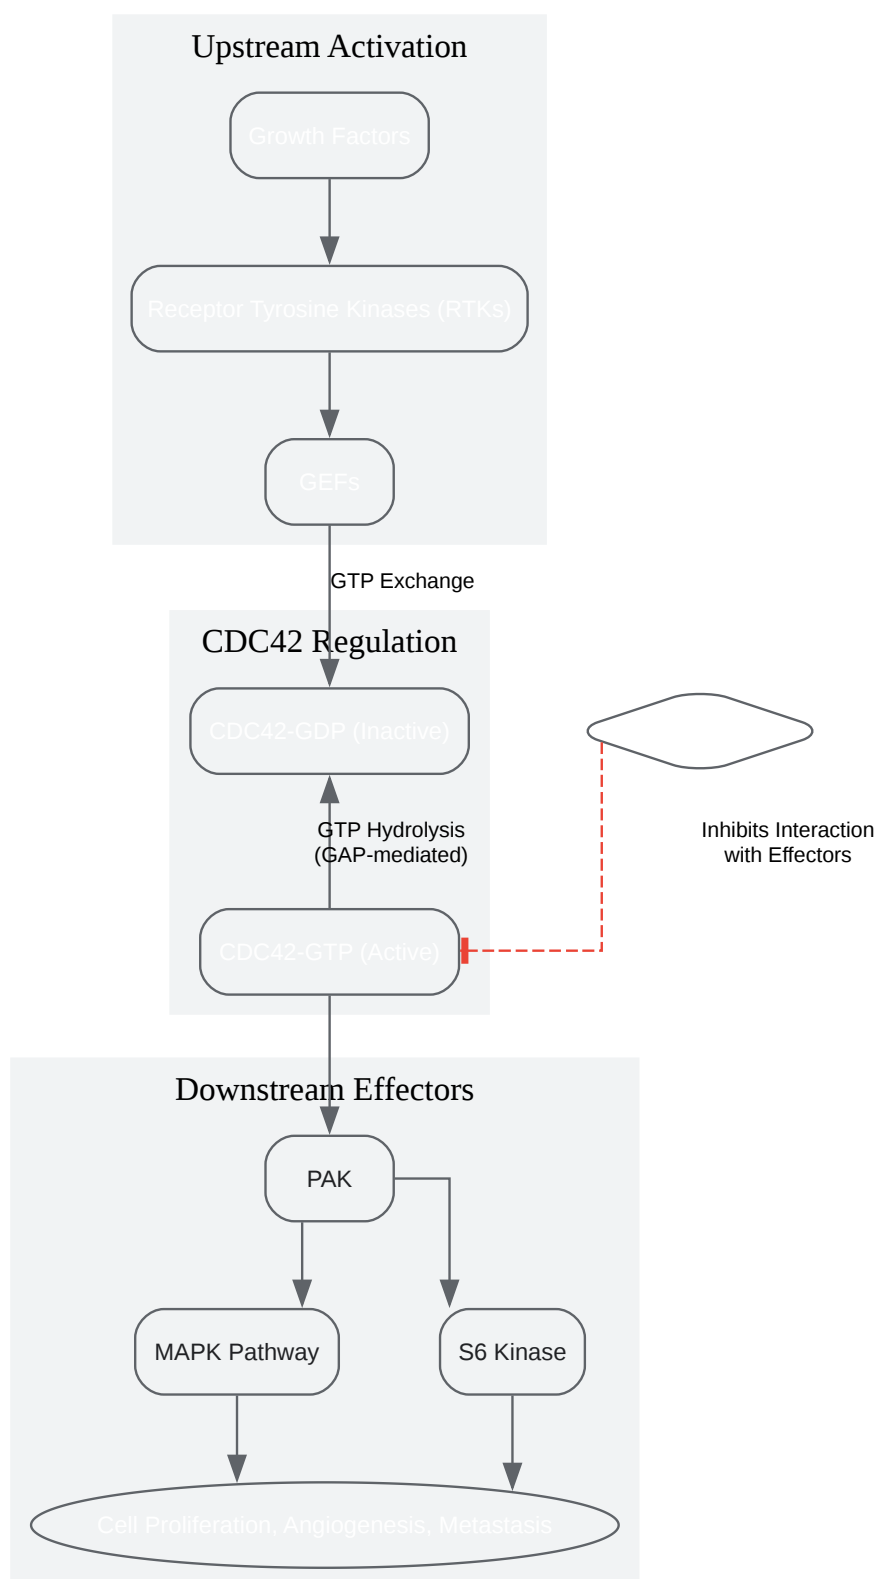 Upstream Activation
Growth Factors
Receptor Tyrosine Kinases (RTKs)
GEFs
GTP Exchange
CDC42 Regulation
CDC42-GDP (Inactive)
GTP Hydrolysis
(GAP-mediated)
Inhibits Interaction
with Effectors
CDC42-GTP (Active)
Downstream Effectors
PAK
MAPK Pathway
S6 Kinase
Cell Proliferation, Angiogenesis, Metastasis